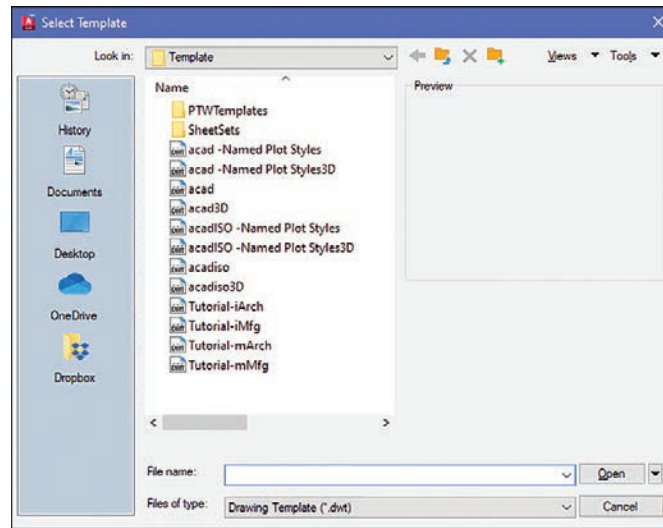 Select Template
Look in: Template Views Tools
Name
Preview
PTWTemplates
SheetSets
acad -Named Plot Styles
acad -Named Plot Styles3D
acad
acad3D
acadISO -Named Plot Styles
acadISO -Named Plot Styles3D
acadiso
acadiso3D
Tutorial-iArch
Tutorial-iMfg
Tutorial-mArch
Tutorial-mMfg
History
Documents
Desktop
OneDrive
Dropbox
File name: Open
Files of type: Drawing Template (*.dwt) Cancel